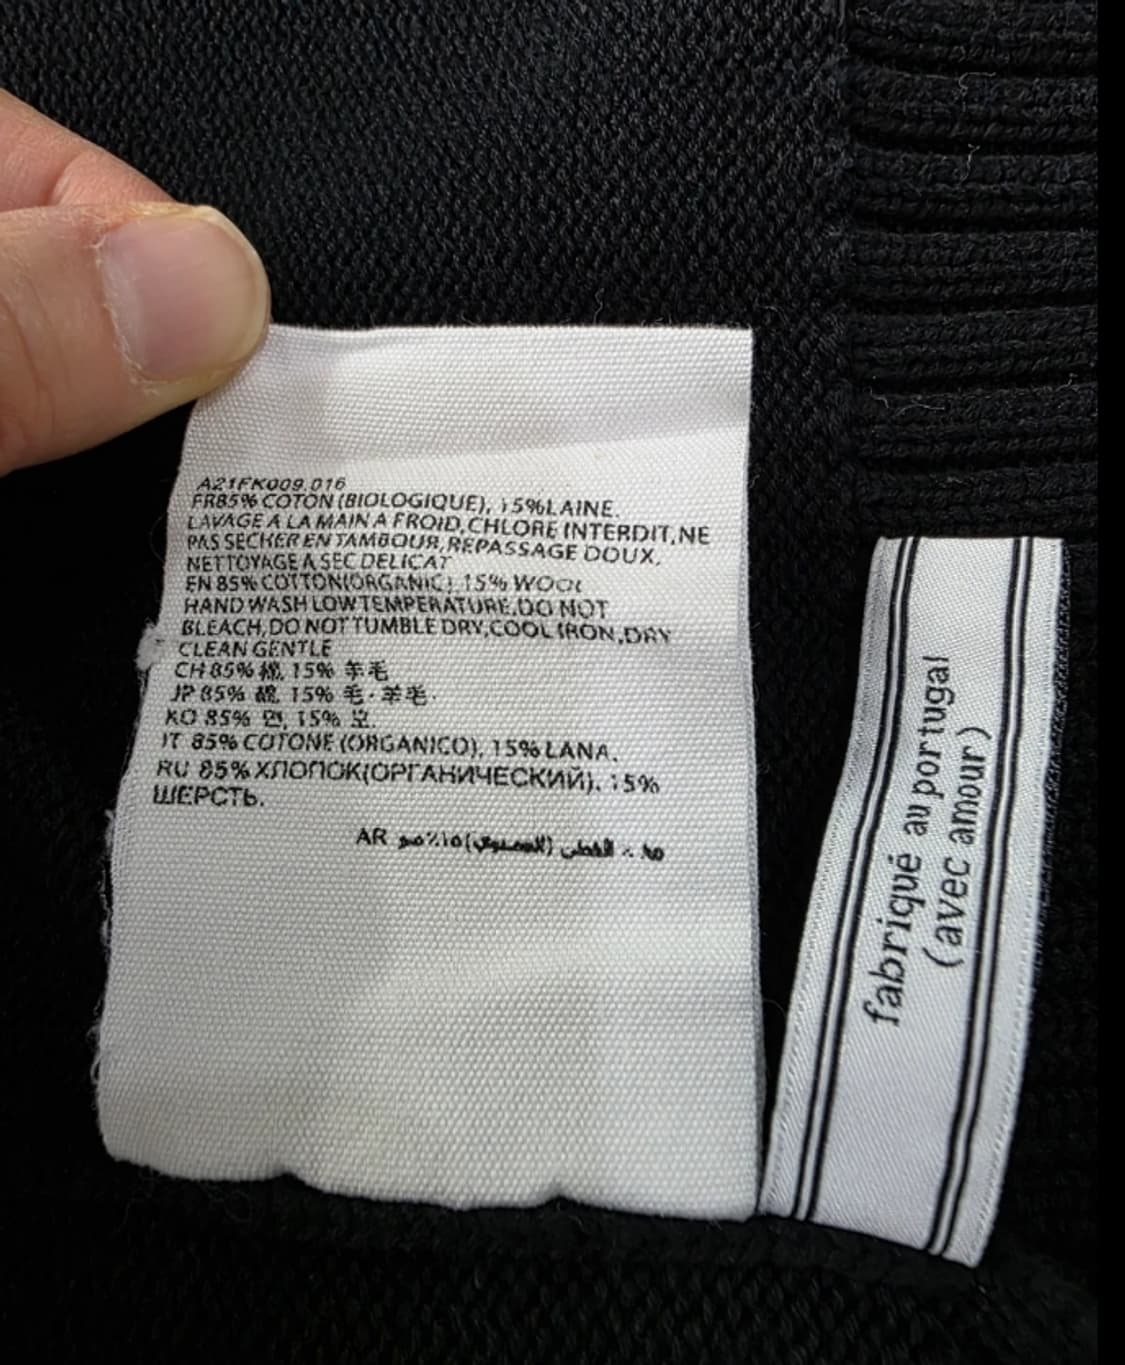 A21FK009.016
FR85% COTON (BIOLOGIQUE), 15%LAINE.
LAVAGE A LA MAIN A FROID,CHLORE INTERDIT,NE
PAS SECHER EN TAMBOUR,REPASSAGE DOUX,
NETTOYAGE A SEC DELICAT
EN 85% COTTON(ORGANIC), 15% WOOL
HAND WASH LOW TEMPERATURE,DO NOT
BLEACH,DO NOT TUMBLE DRY,COOL IRON,DRY
CLEAN GENTLE
CH 85% 棉, 15% 羊毛
JP 85% 綿, 15% 毛·羊毛.
KO 85% 면, 15% 모.
IT 85% COTONE (ORGANICO), 15% LANA.
RU 85% ХЛОПОК(ОРГАНИЧЕСКИЙ), 15%
ШЕРСТЬ.
AR
fabriqué au portugal
(avec amour)